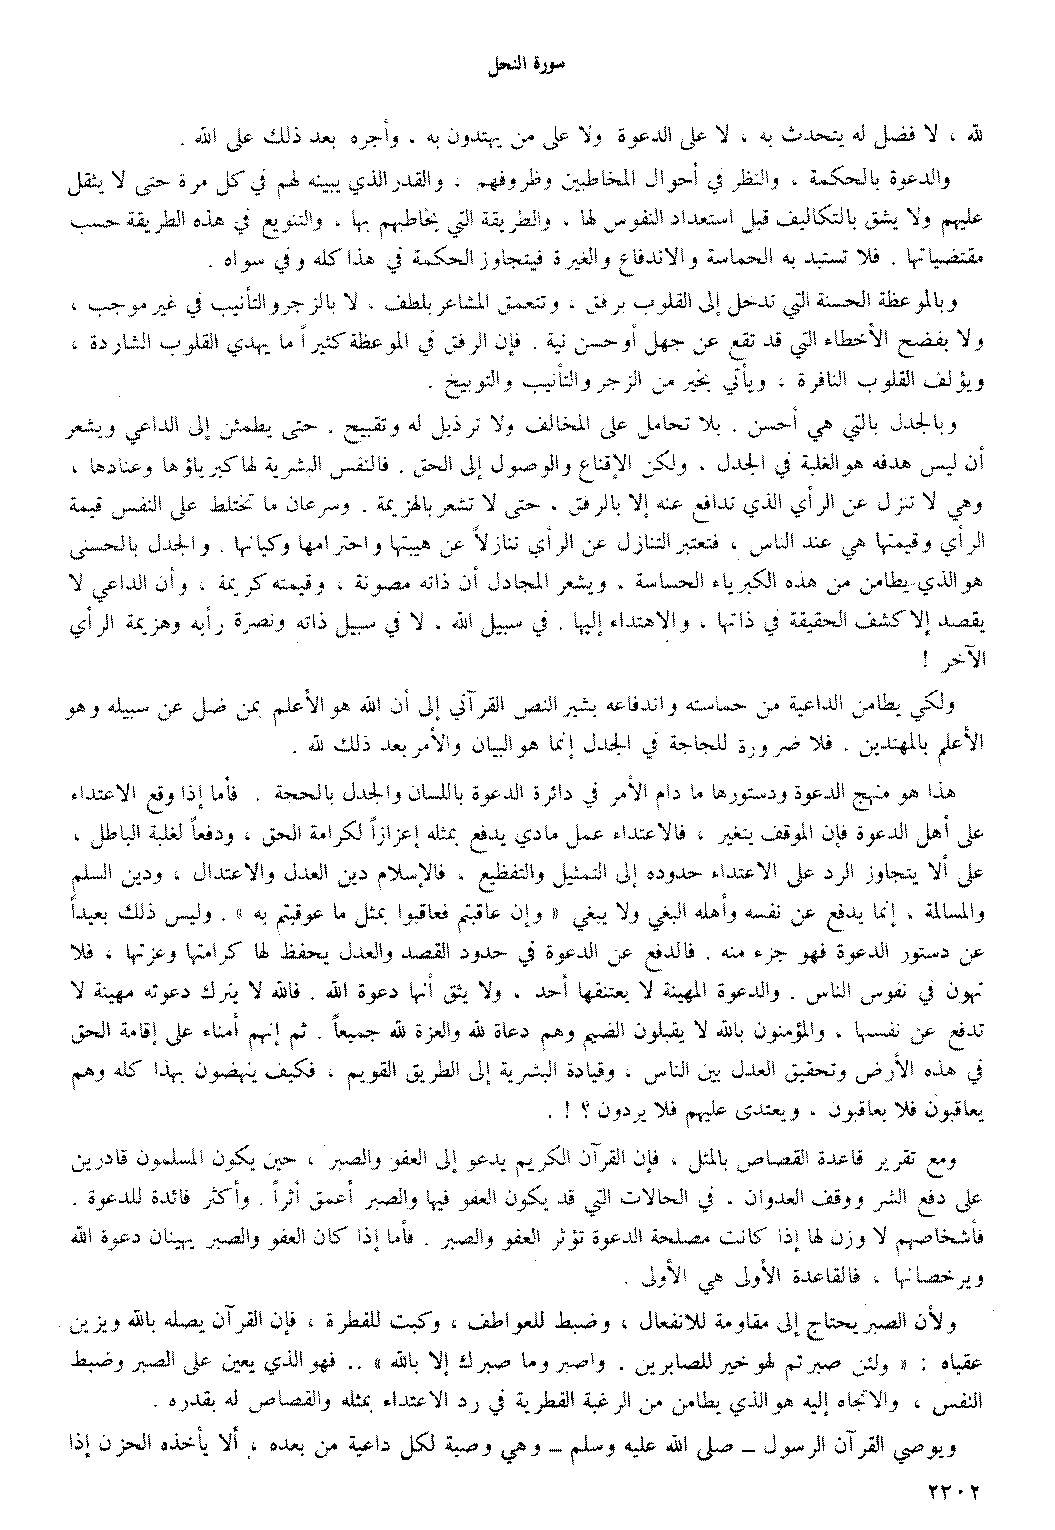 سورة النحل
لله ، لا فضل له يتحدث به ، لا على الدعوة ولا على من يهتدون به ، وأجره بعد ذلك على الله .
والدعوة بالحكمة ، والنظر في أحوال المخاطبين وظروفهم ، والقدر الذي يبينه لهم في كل مرة حتى لا يثقل
عليهم ولا يشق بالتكاليف قبل استعداد النفوس لها ، والطريقة التي يخاطبهم بها ، والتنويع في هذه الطريقة حسب
مقتضياتها . فلا تستبد به الحماسة والاندفاع والغيرة فيتجاوز الحكمة في هذا كله وفي سواه .
وبالموعظة الحسنة التي تدخل إلى القلوب برفق ، وتتعمق المشاعر بلطف ، لا بالزجر والتأنيب في غير موجب ،
ولا بفضح الأخطاء التي قد تقع عن جهل أو حسن نية . فإن الرفق في الموعظة كثيراً ما يهدي القلوب الشاردة ،
ويؤلف القلوب النافرة ، ويأتي بخير من الزجر والتأنيب والتوبيخ .
وبالجدل بالتي هي أحسن . بلا تحامل على المخالف ولا ترذيل له وتقبيح . حتى يطمئن إلى الداعي ويشعر
أن ليس هدفه هو الغلبة في الجدل ، ولكن الإقناع والوصول إلى الحق . فالنفس البشرية لها كبرياؤها وعنادها ،
وهي لا تنزل عن الرأي الذي تدافع عنه إلا بالرفق ، حتى لا تشعر بالهزيمة . وسرعان ما تختلط على النفس قيمة
الرأي وقيمتها هي عند الناس ، فتعتبر التنازل عن الرأي تنازلاً عن هيبتها واحترامها وكيانها . والجدل بالحسنى
هو الذي يطامن من هذه الكبرياء الحساسة ، ويشعر المجادل أن ذاته مصونة ، وقيمته كريمة ، وأن الداعي لا
يقصد إلا كشف الحقيقة في ذاتها ، والاهتداء إليها . في سبيل الله ، لا في سبيل ذاته ونصرة رأيه وهزيمة الرأي
الآخر !
ولكي يطامن الداعية من حماسته واندفاعه يشير النص القرآني إلى أن الله هو الأعلم بمن ضل عن سبيله وهو
الأعلم بالمهتدين . فلا ضرورة للجاجة في الجدل إنما هو البيان والأمر بعد ذلك لله .
هذا هو منهج الدعوة ودستورها ما دام الأمر في دائرة الدعوة باللسان والجدل بالحجة . فأما إذا وقع الاعتداء
على أهل الدعوة فإن الموقف يتغير ، فالاعتداء عمل مادي يدفع بمثله إعزازاً لكرامة الحق ، ودفعاً لغلبة الباطل ،
على ألا يتجاوز الرد على الاعتداء حدوده إلى التمثيل والتفظيع ، فالإسلام دين العدل والاعتدال ، ودين السلم
والمسالمة ، إنما يدفع عن نفسه وأهله البغي ولا يبغي « وإن عاقبتم فعاقبوا بمثل ما عوقبتم به » . وليس ذلك بعيداً
عن دستور الدعوة فهو جزء منه . فالدفع عن الدعوة في حدود القصد والعدل يحفظ لها كرامتها وعزتها ، فلا
تهون في نفوس الناس . والدعوة المهينة لا يعتنقها أحد ، ولا يثق أنها دعوة الله . فالله لا يترك دعوته مهينة لا
تدفع عن نفسها ، والمؤمنون بالله لا يقبلون الضيم وهم دعاة لله والعزة لله جميعاً . ثم إنهم أمناء على إقامة الحق
في هذه الأرض وتحقيق العدل بين الناس ، وقيادة البشرية إلى الطريق القويم ، فكيف ينهضون بهذا كله وهم
يعاقبون فلا يعاقبون ، ويعتدى عليهم فلا يردون ؟ ! .
ومع تقرير قاعدة القصاص بالمثل ، فإن القرآن الكريم يدعو إلى العفو والصبر ، حين يكون المسلمون قادرين
على دفع الشر ووقف العدوان ، في الحالات التي قد يكون العفو فيها والصبر أعمق أثراً . وأكثر فائدة للدعوة .
فأشخاصهم لا وزن لها إذا كانت مصلحة الدعوة تؤثر العفو والصبر . فأما إذا كان العفو والصبر يهينان دعوة الله
ويرخصانها ، فالقاعدة الأولى هي الأولى .
ولأن الصبر يحتاج إلى مقاومة للانفعال ، وضبط للعواطف ، وكبت للفطرة ، فإن القرآن يصله بالله ويزين
عقباه : « ولئن صبرتم لهو خير للصابرين . واصبر وما صبرك إلا بالله » .. فهو الذي يعين على الصبر وضبط
النفس ، والاتجاه إليه هو الذي يطامن من الرغبة الفطرية في رد الاعتداء بمثله والقصاص له بقدره .
ويوصي القرآن الرسول ــ صلى الله عليه وسلم ــ وهي وصية لكل داعية من بعده ، ألا يأخذه الحزن إذا
٢٢٠٢